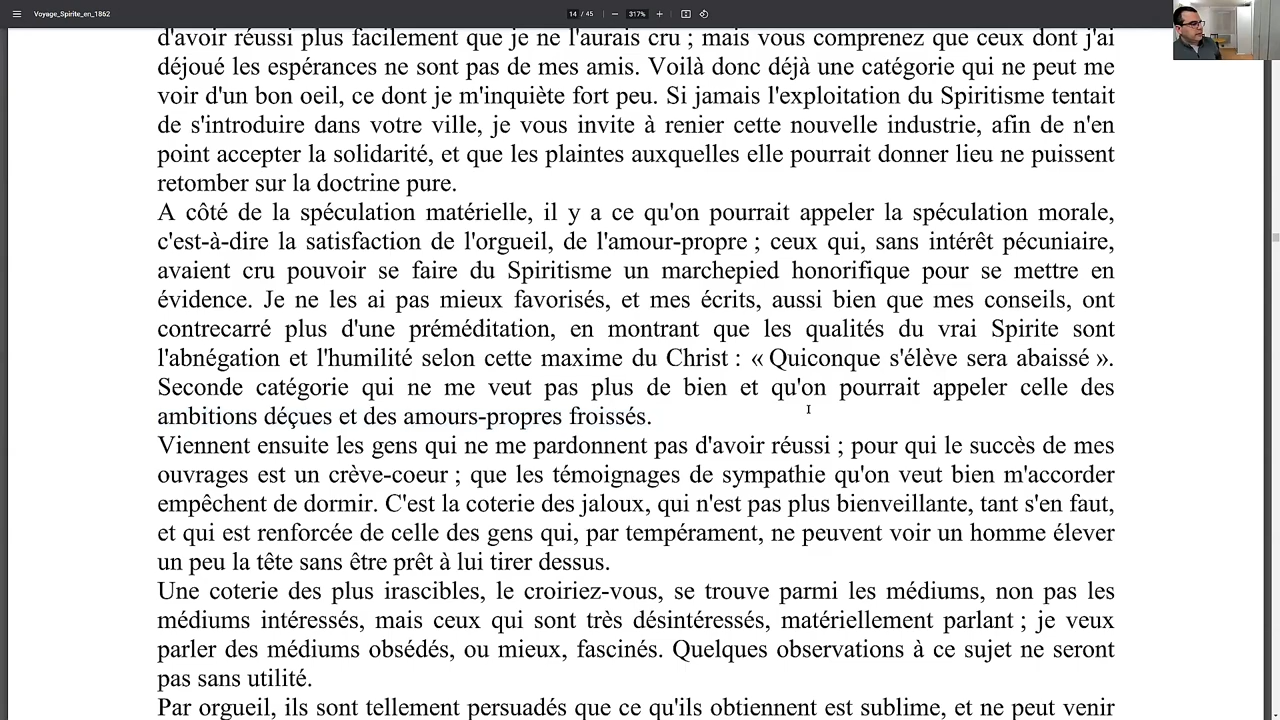 Voyage_Spirite_en_1862
14 / 45
317%
d'avoir réussi plus facilement que je ne l'aurais cru ; mais vous comprenez que ceux dont j'ai
déjoué les espérances ne sont pas de mes amis. Voilà donc déjà une catégorie qui ne peut me
voir d'un bon oeil, ce dont je m'inquiète fort peu. Si jamais l'exploitation du Spiritisme tentait
de s'introduire dans votre ville, je vous invite à renier cette nouvelle industrie, afin de n'en
point accepter la solidarité, et que les plaintes auxquelles elle pourrait donner lieu ne puissent
retomber sur la doctrine pure.
A côté de la spéculation matérielle, il y a ce qu'on pourrait appeler la spéculation morale,
c'est-à-dire la satisfaction de l'orgueil, de l'amour-propre ; ceux qui, sans intérêt pécuniaire,
avaient cru pouvoir se faire du Spiritisme un marchepied honorifique pour se mettre en
évidence. Je ne les ai pas mieux favorisés, et mes écrits, aussi bien que mes conseils, ont
contrecarré plus d'une préméditation, en montrant que les qualités du vrai Spirite sont
l'abnégation et l'humilité selon cette maxime du Christ : « Quiconque s'élève sera abaissé ».
Seconde catégorie qui ne me veut pas plus de bien et qu'on pourrait appeler celle des
ambitions déçues et des amours-propres froissés.
Viennent ensuite les gens qui ne me pardonnent pas d'avoir réussi ; pour qui le succès de mes
ouvrages est un crève-coeur ; que les témoignages de sympathie qu'on veut bien m'accorder
empêchent de dormir. C'est la coterie des jaloux, qui n'est pas plus bienveillante, tant s'en faut,
et qui est renforcée de celle des gens qui, par tempérament, ne peuvent voir un homme élever
un peu la tête sans être prêt à lui tirer dessus.
Une coterie des plus irascibles, le croiriez-vous, se trouve parmi les médiums, non pas les
médiums intéressés, mais ceux qui sont très désintéressés, matériellement parlant ; je veux
parler des médiums obsédés, ou mieux, fascinés. Quelques observations à ce sujet ne seront
pas sans utilité.
Par orgueil, ils sont tellement persuadés que ce qu'ils obtiennent est sublime, et ne peut venir